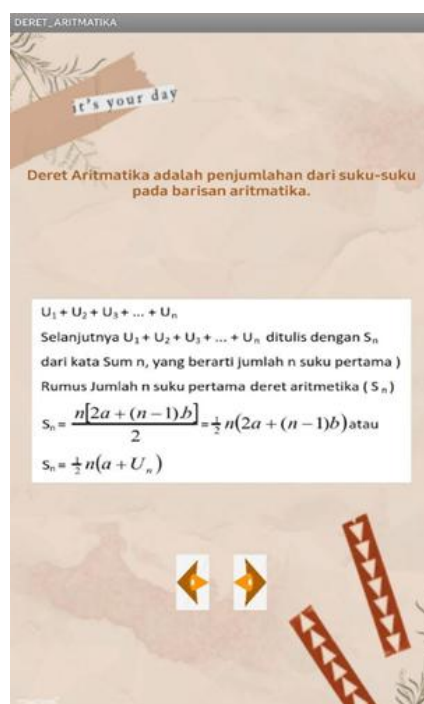 DERET_ARITMATIKA
it's your day
Deret Aritmatika adalah penjumlahan dari suku-suku
pada barisan aritmatika.
U₁ + U₂ + U₃ + ... + Uₙ
Selanjutnya U₁ + U₂ + U₃ + ... + Uₙ ditulis dengan Sₙ
dari kata Sum n, yang berarti jumlah n suku pertama )
Rumus Jumlah n suku pertama deret aritmetika ( Sₙ )
Sₙ = n[2a + (n − 1)b] / 2 = ½ n(2a + (n − 1)b) atau
Sₙ = ½ n(a + Uₙ)